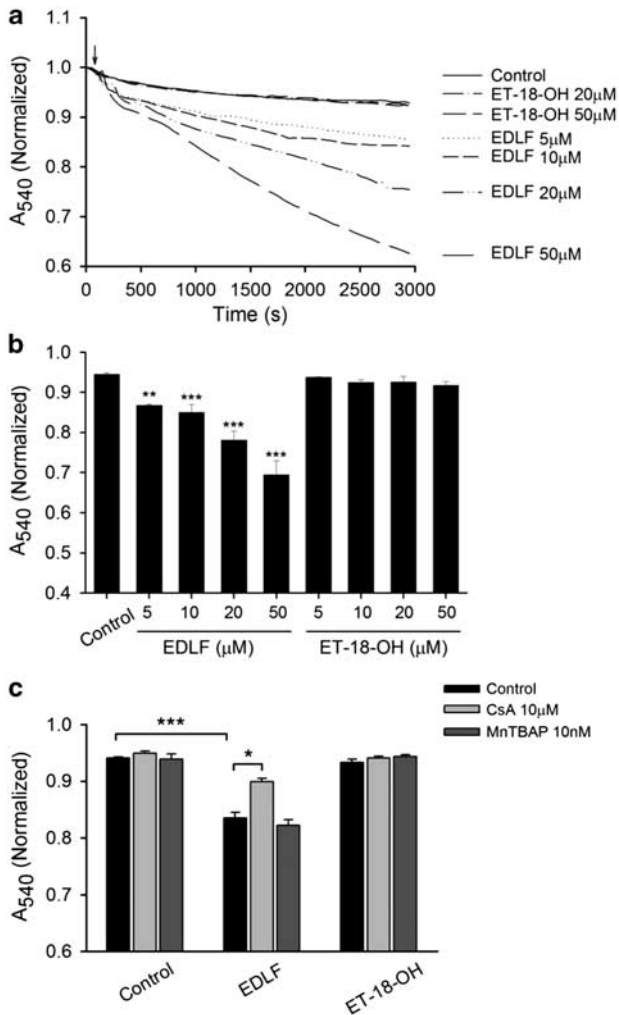 a
1.1
1.0
0.9
0.8
0.7
0.6
A540 (Normalized)
0 500 1000 1500 2000 2500 3000
Time (s)
Control
ET-18-OH 20μM
ET-18-OH 50μM
EDLF 5μM
EDLF 10μM
EDLF 20μM
EDLF 50μM
b
1.0
0.9
0.8
0.7
0.6
0.5
0.4
A540 (Normalized)
** *** *** ***
Control 5 10 20 50 5 10 20 50
EDLF (μM) ET-18-OH (μM)
c
Control
CsA 10μM
MnTBAP 10nM
1.0
0.9
0.8
0.7
0.6
A540 (Normalized)
***
*
Control EDLF ET-18-OH